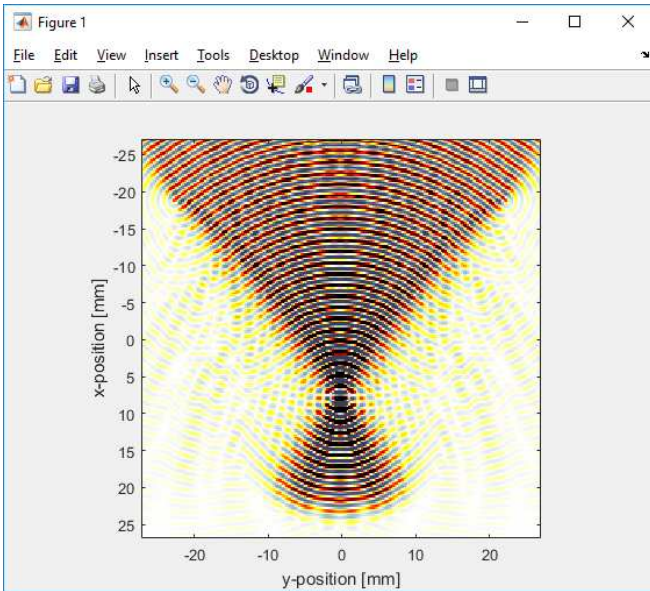 Figure 1
File Edit View Insert Tools Desktop Window Help
-25
-20
-15
-10
-5
0
5
10
15
20
25
x-position [mm]
-20 -10 0 10 20
y-position [mm]